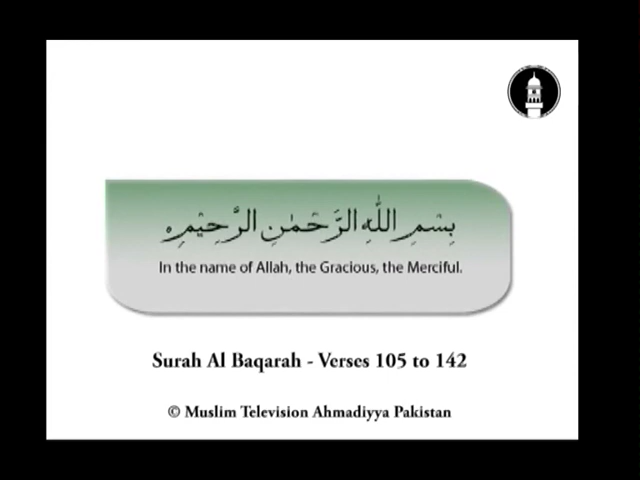 بِسْمِ اللّٰهِ الرَّحْمٰنِ الرَّحِيْمِ
In the name of Allah, the Gracious, the Merciful.
Surah Al Baqarah - Verses 105 to 142
© Muslim Television Ahmadiyya Pakistan